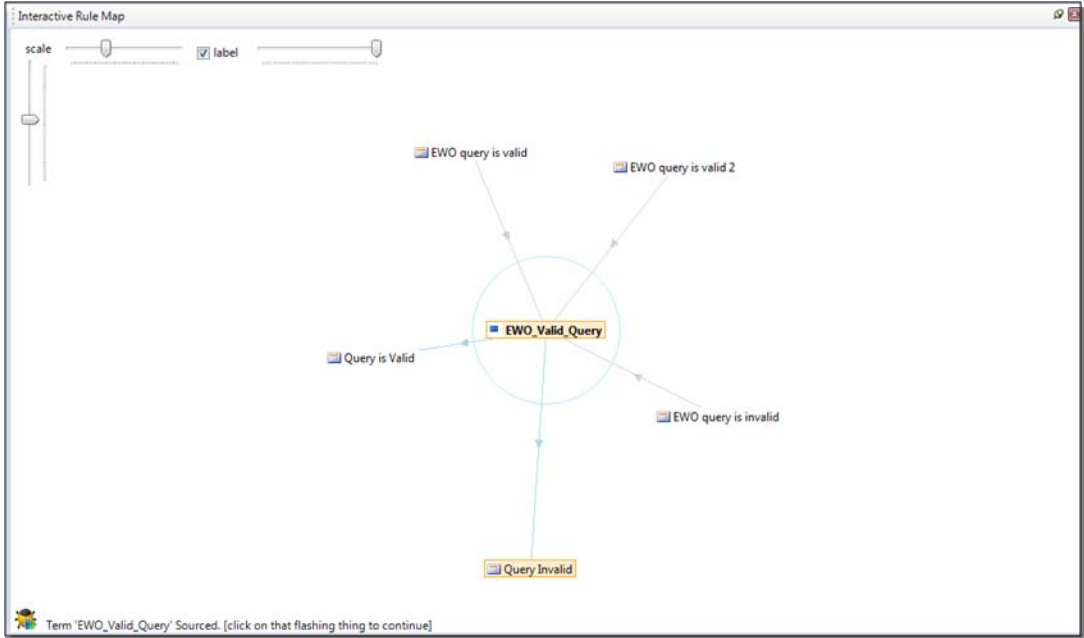 Interactive Rule Map
scale
label
EWO query is valid
EWO query is valid 2
EWO_Valid_Query
Query is Valid
EWO query is invalid
Query Invalid
Term 'EWO_Valid_Query' Sourced. [click on that flashing thing to continue]